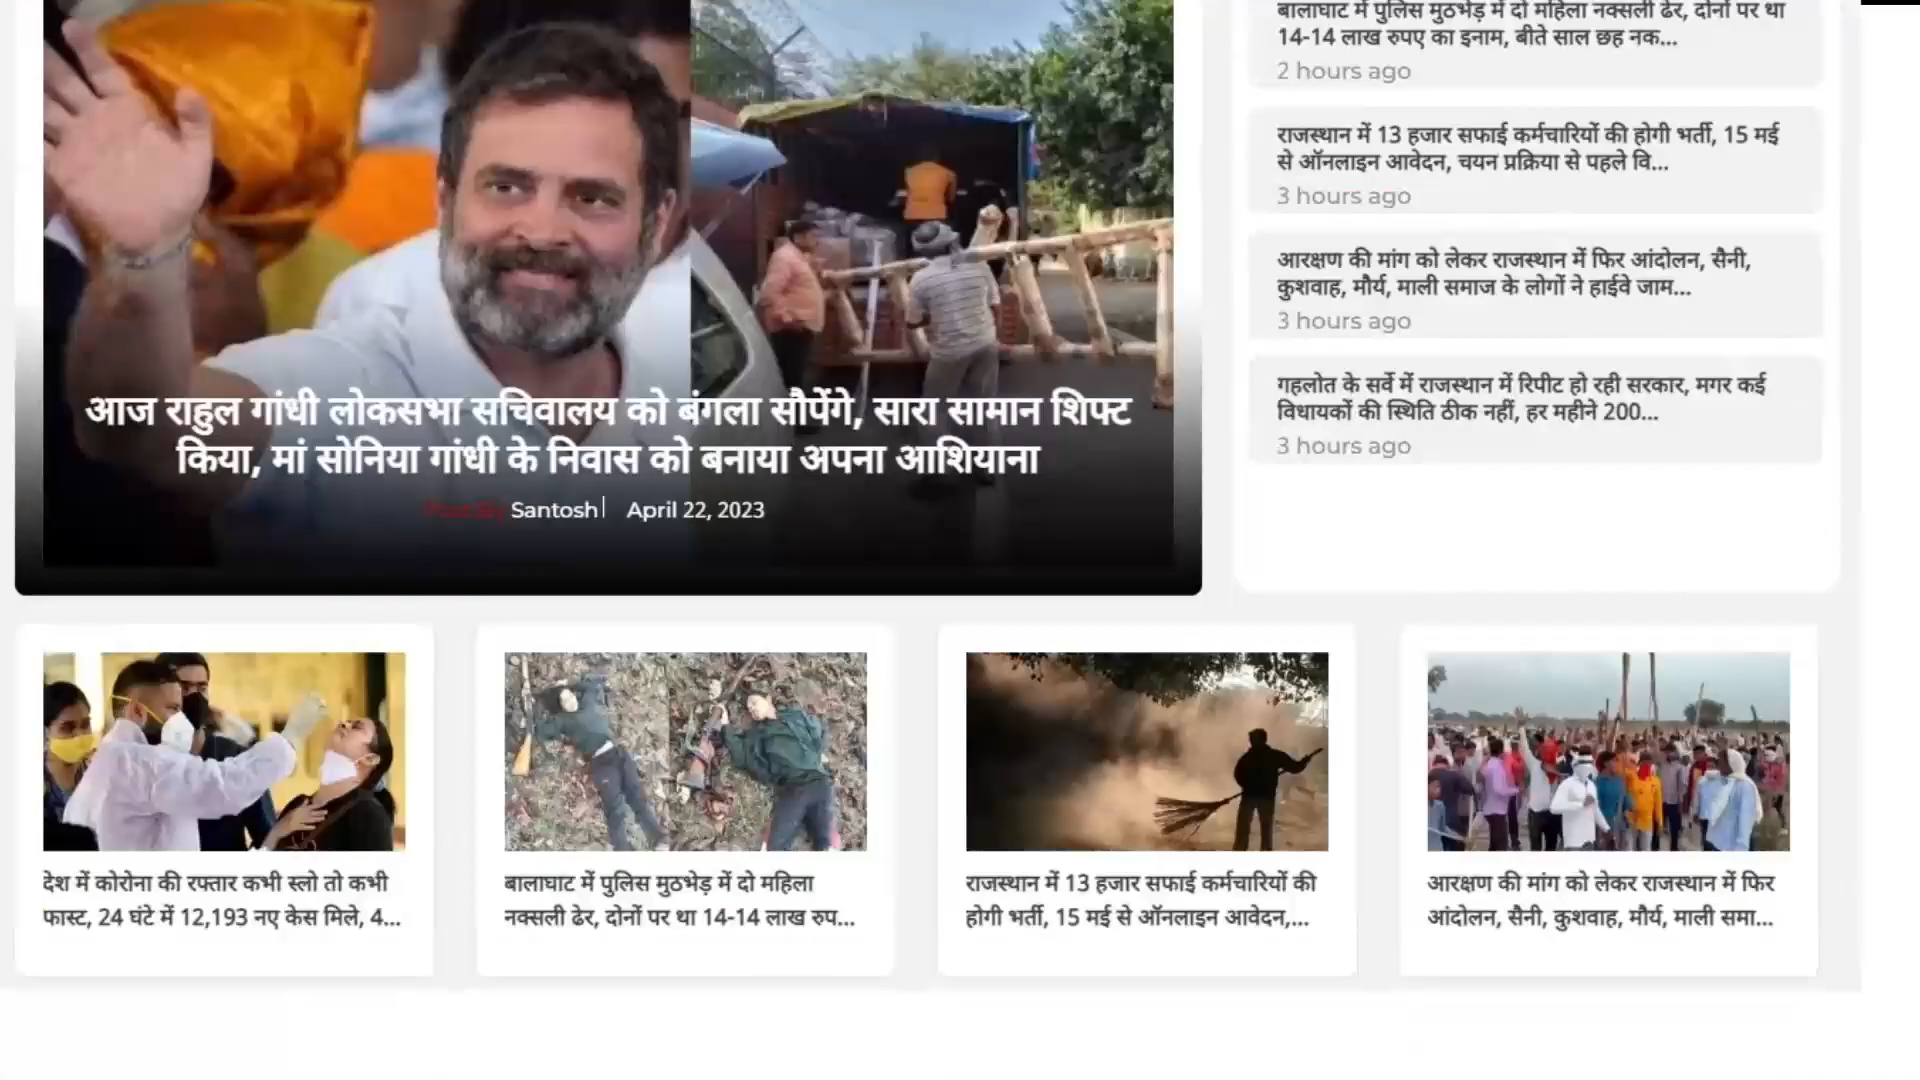 आज राहुल गांधी लोकसभा सचिवालय को बंगला सौपेंगे, सारा सामान शिफ्ट
किया, मां सोनिया गांधी के निवास को बनाया अपना आशियाना
Post By Santosh| April 22, 2023
बालाघाट में पुलिस मुठभेड़ में दो महिला नक्सली ढेर, दोनों पर था
14-14 लाख रुपए का इनाम, बीते साल छह नक...
2 hours ago
राजस्थान में 13 हजार सफाई कर्मचारियों की होगी भर्ती, 15 मई
से ऑनलाइन आवेदन, चयन प्रक्रिया से पहले वि...
3 hours ago
आरक्षण की मांग को लेकर राजस्थान में फिर आंदोलन, सैनी,
कुशवाह, मौर्य, माली समाज के लोगों ने हाईवे जाम...
3 hours ago
गहलोत के सर्वे में राजस्थान में रिपीट हो रही सरकार, मगर कई
विधायकों की स्थिति ठीक नहीं, हर महीने 200...
3 hours ago
देश में कोरोना की रफ्तार कभी स्लो तो कभी
फास्ट, 24 घंटे में 12,193 नए केस मिले, 4...
बालाघाट में पुलिस मुठभेड़ में दो महिला
नक्सली ढेर, दोनों पर था 14-14 लाख रुप...
राजस्थान में 13 हजार सफाई कर्मचारियों की
होगी भर्ती, 15 मई से ऑनलाइन आवेदन,...
आरक्षण की मांग को लेकर राजस्थान में फिर
आंदोलन, सैनी, कुशवाह, मौर्य, माली समा...